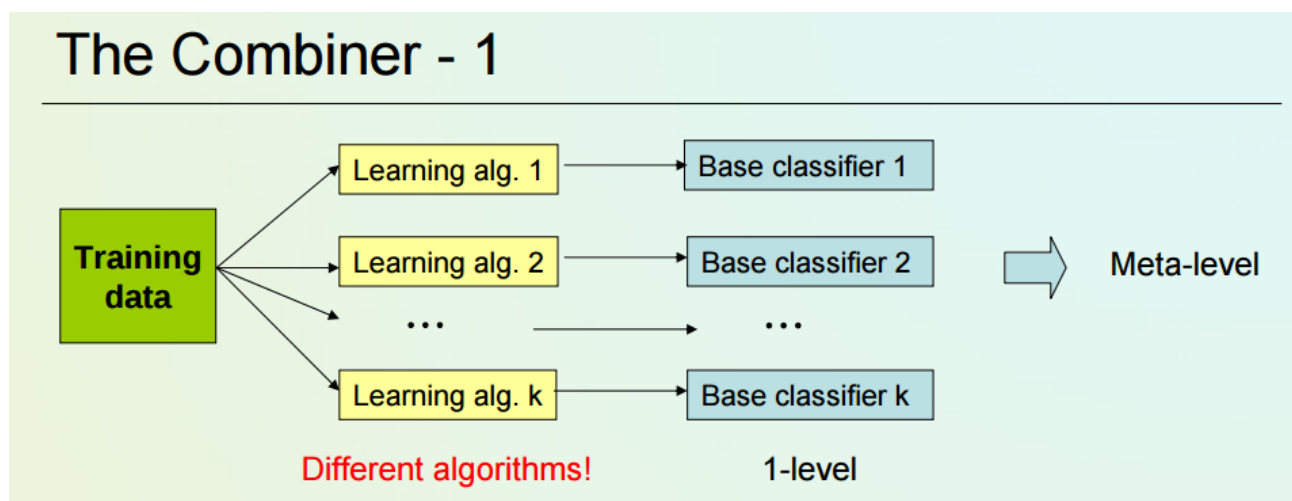 The Combiner - 1
Learning alg. 1
Base classifier 1
Training
data
Learning alg. 2
Base classifier 2
Meta-level
...
...
Learning alg. k
Base classifier k
Different algorithms!
1-level